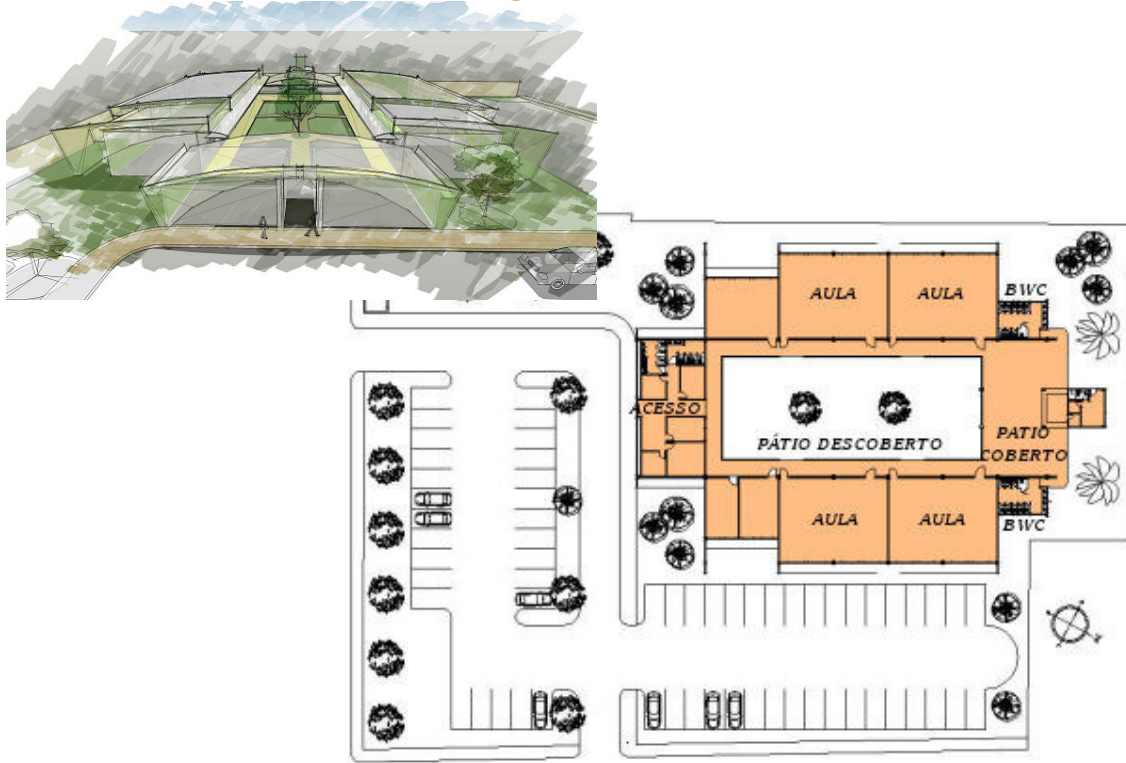 AULA
AULA
BWC
ACESSO
PÁTIO DESCOBERTO
PATIO
COBERTO
AULA
AULA
BWC